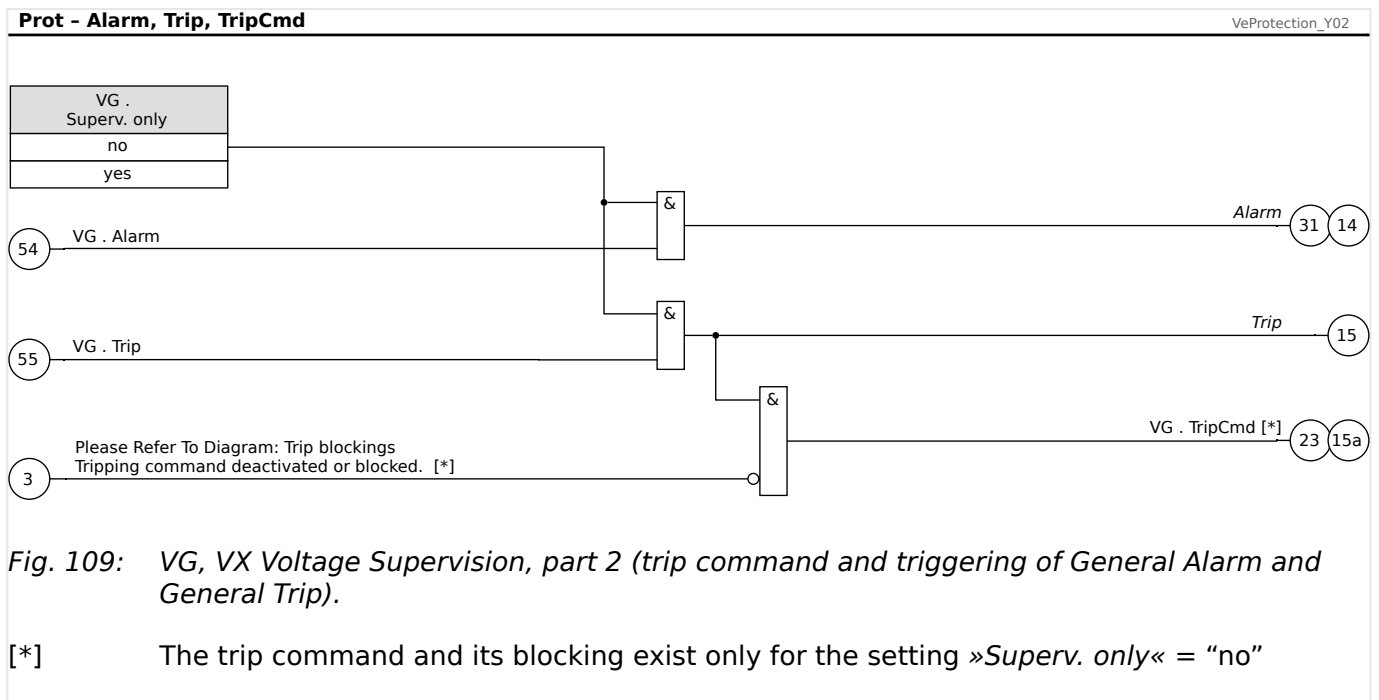 Prot – Alarm, Trip, TripCmd
VeProtection_Y02
VG .
Superv. only
no
yes
&
Alarm
31
14
54
VG . Alarm
&
Trip
15
55
VG . Trip
&
VG . TripCmd [*]
23
15a
Please Refer To Diagram: Trip blockings
Tripping command deactivated or blocked. [*]
3
Fig. 109: VG, VX Voltage Supervision, part 2 (trip command and triggering of General Alarm and
General Trip).
[*] The trip command and its blocking exist only for the setting »Superv. only« = “no”